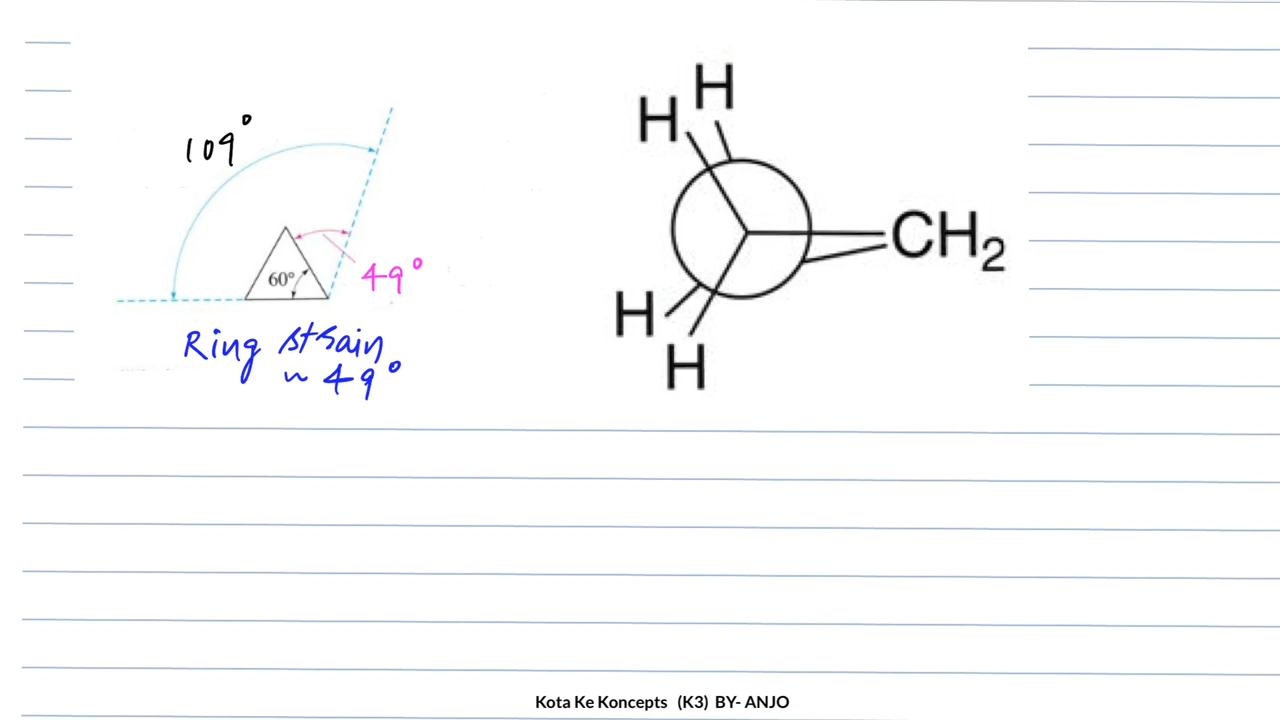 109°
60°
49°
Ring strain
~ 49°
H
H
CH₂
H
H
Kota Ke Koncepts (K3) BY- ANJO